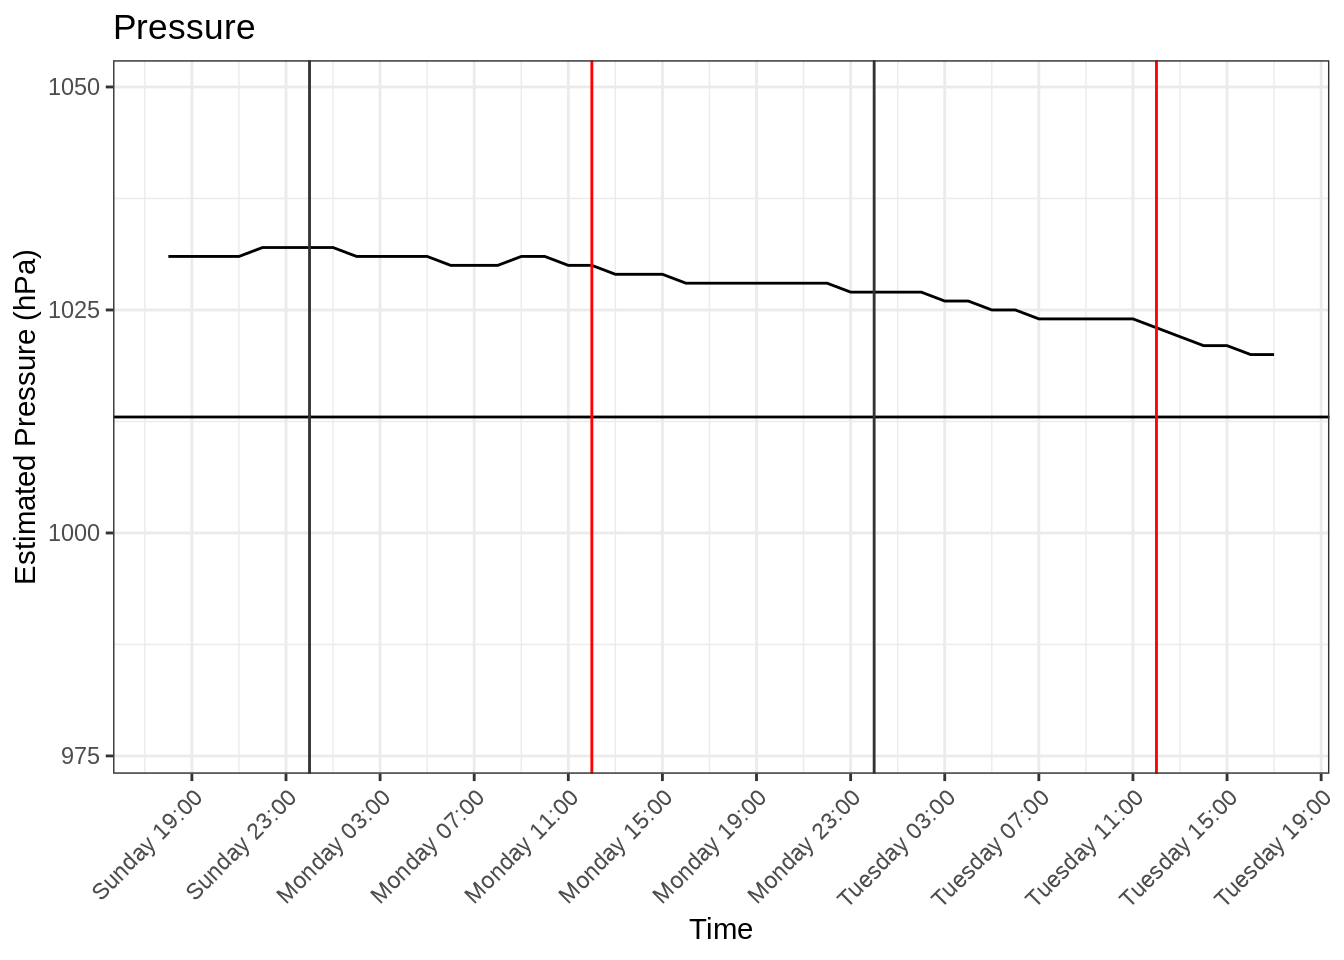 Pressure
Estimated Pressure (hPa)
1050
1025
1000
975
Sunday 19:00
Sunday 23:00
Monday 03:00
Monday 07:00
Monday 11:00
Monday 15:00
Monday 19:00
Monday 23:00
Tuesday 03:00
Tuesday 07:00
Tuesday 11:00
Tuesday 15:00
Tuesday 19:00
Time